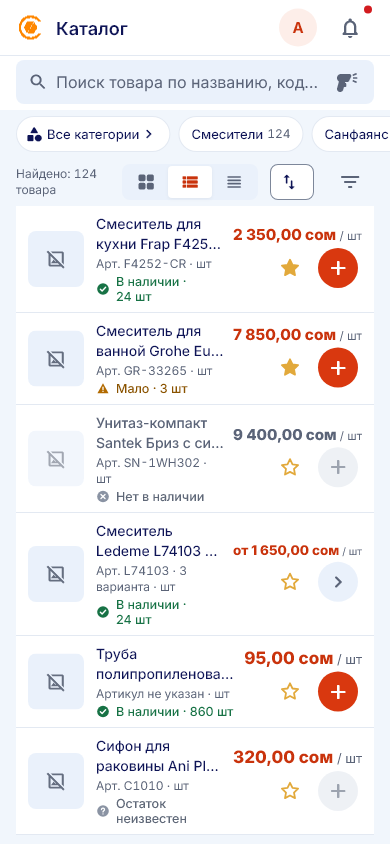 Каталог
А
Поиск товара по названию, код...
Все категории
Смесители 124
Санфаянс
Найдено: 124
товара
Смеситель для
кухни Frap F425...
Арт. F4252-CR · шт
В наличии ·
24 шт
2 350,00 сом / шт
Смеситель для
ванной Grohe Eu...
Арт. GR-33265 · шт
Мало · 3 шт
7 850,00 сом / шт
Унитаз-компакт
Santek Бриз с си...
Арт. SN-1WH302 ·
шт
Нет в наличии
9 400,00 сом / шт
Смеситель
Ledeme L74103 ...
Арт. L74103 · 3
варианта · шт
В наличии ·
24 шт
от 1 650,00 сом / шт
Труба
полипропиленова...
Артикул не указан · шт
В наличии · 860 шт
95,00 сом / шт
Сифон для
раковины Ani Pl...
Арт. C1010 · шт
Остаток
неизвестен
320,00 сом / шт